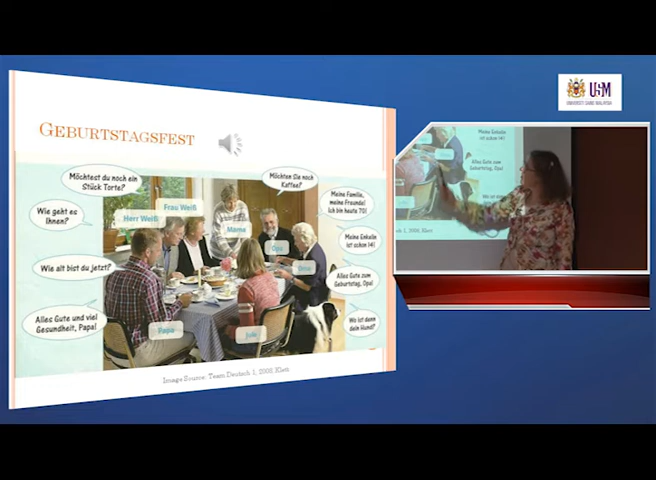 GEBURTSTAGSFEST
Möchtest du noch ein
Stück Torte?
Möchten Sie noch
Kaffee?
Meine Familie,
meine Freunde!
Ich bin heute 70!
Wie geht es
Ihnen?
Frau Weiß
Herr Weiß
Mama
Opa
Oma
Meine Enkelin
ist schon 14!
Wie alt bist du jetzt?
Alles Gute zum
Geburtstag, Opa!
Alles Gute und viel
Gesundheit, Papa!
Papa
Wo ist denn
dein Hund?
Image Source: Team Deutsch 1, 2008, Klett
USM
UNIVERSITI SAINS MALAYSIA
Meine Enkelin
ist schon 14!
Alles Gute zum
Geburtstag, Opa!